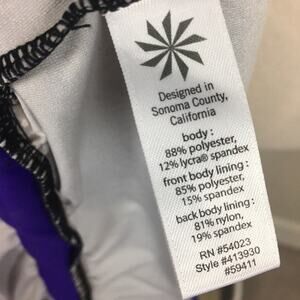 Designed in
Sonoma County,
California
body :
88% polyester,
12% lycra® spandex
front body lining :
85% polyester,
15% spandex
back body lining :
81% nylon,
19% spandex
RN #54023
Style #413930
#59411